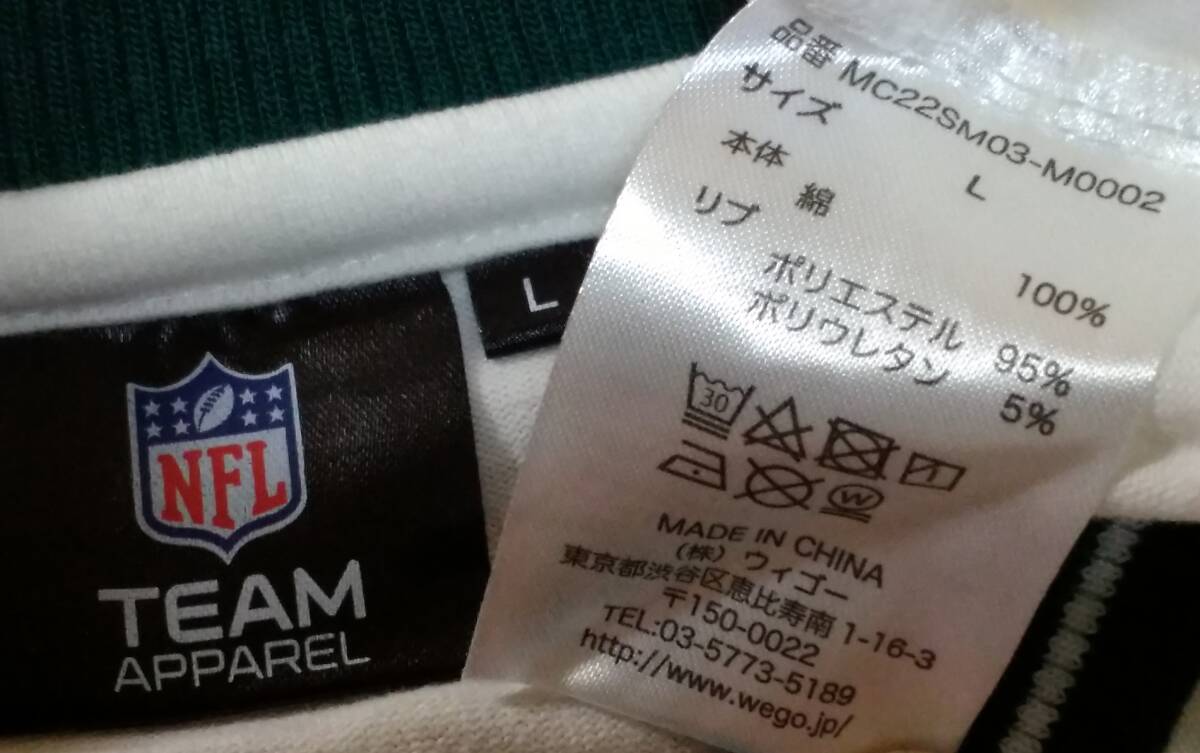 NFL
TEAM
APPAREL
L
品番 MC22SM03-M0002
サイズ L
本体 綿 100%
リブ
ポリエステル 95%
ポリウレタン 5%
30
W
MADE IN CHINA
(株) ウィゴー
東京都渋谷区恵比寿南 1-16-3
〒150-0022
TEL:03-5773-5189
http://www.wego.jp/